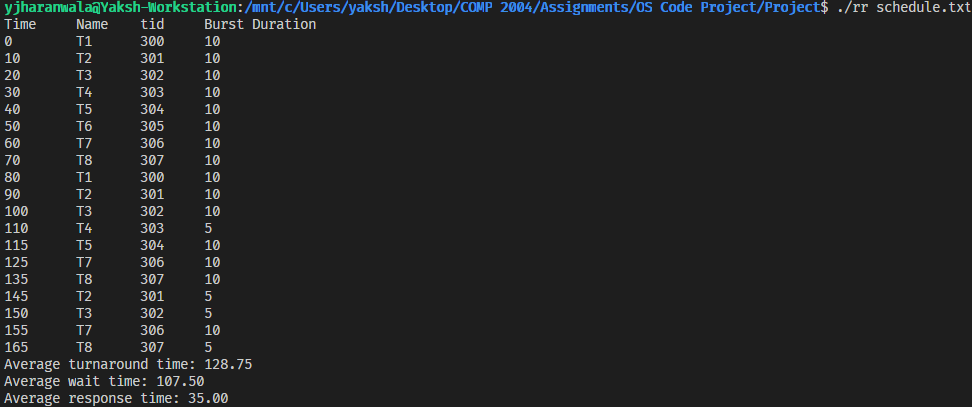 yjharanwala@Yaksh-Workstation:/mnt/c/Users/yaksh/Desktop/COMP 2004/Assignments/OS Code Project/Project$ ./rr schedule.txt
Time Name tid Burst Duration
0 T1 300 10
10 T2 301 10
20 T3 302 10
30 T4 303 10
40 T5 304 10
50 T6 305 10
60 T7 306 10
70 T8 307 10
80 T1 300 10
90 T2 301 10
100 T3 302 10
110 T4 303 5
115 T5 304 10
125 T7 306 10
135 T8 307 10
145 T2 301 5
150 T3 302 5
155 T7 306 10
165 T8 307 5
Average turnaround time: 128.75
Average wait time: 107.50
Average response time: 35.00